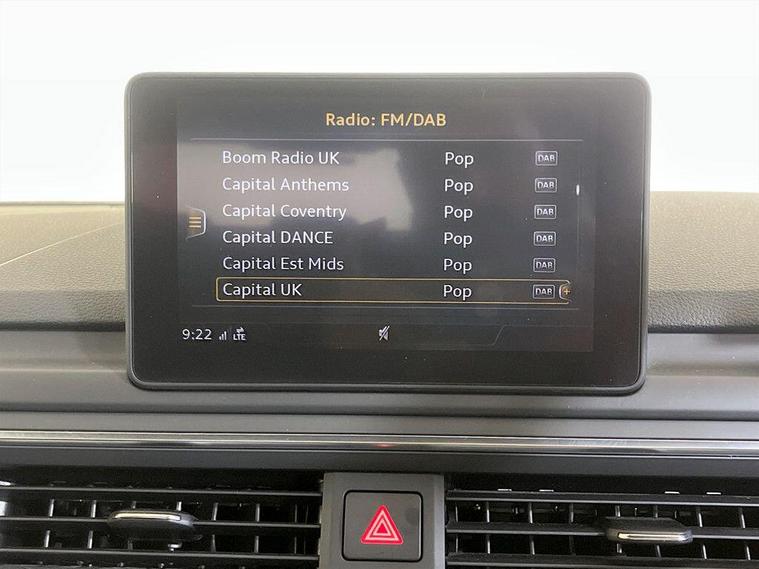 Radio: FM/DAB
Boom Radio UK Pop DAB
Capital Anthems Pop DAB
Capital Coventry Pop DAB
Capital DANCE Pop DAB
Capital Est Mids Pop DAB
Capital UK Pop DAB +
9:22 LTE